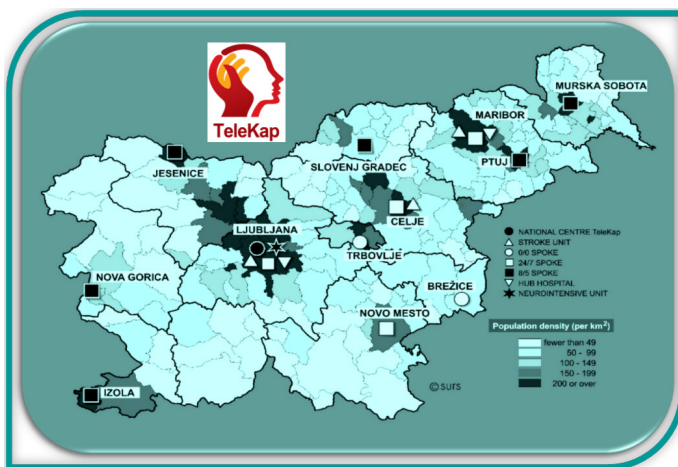 TeleKap
MURSKA SOBOTA
MARIBOR
PTUJ
SLOVENJ GRADEC
JESENICE
CELJE
LJUBLJANA
TRBOVLJE
NOVA GORICA
BREŽICE
NOVO MESTO
IZOLA
NATIONAL CENTRE TeleKap
STROKE UNIT
0/0 SPOKE
24/7 SPOKE
8/5 SPOKE
HUB HOSPITAL
NEUROINTENSIVE UNIT
Population density (per km²)
fewer than 49
50 - 99
100 - 149
150 - 199
200 or over
© SURS